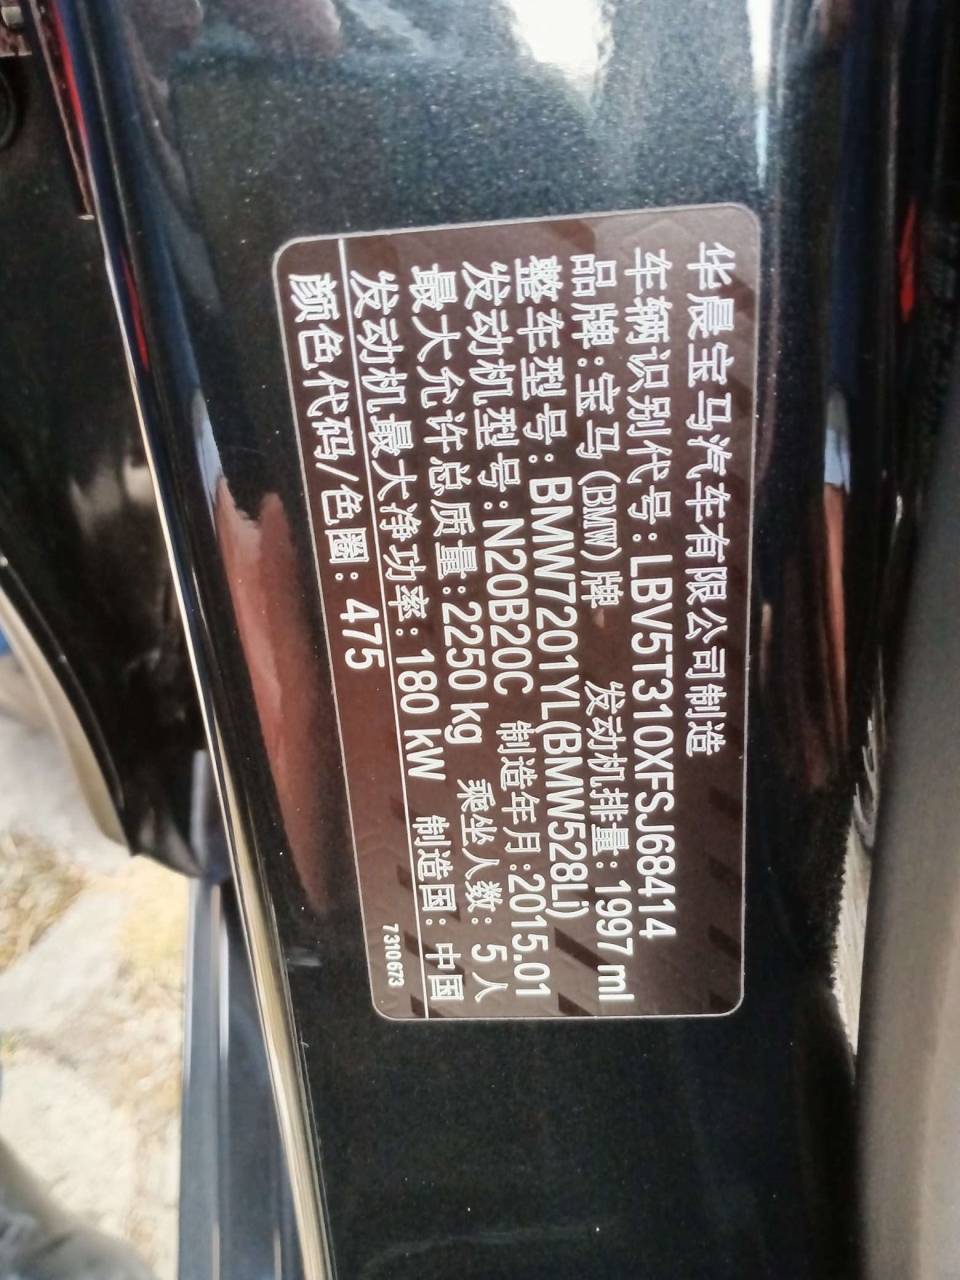 华晨宝马汽车有限公司制造
车辆识别代号:LBV5T310XFSJ68414
品牌:宝马(BMW)牌 发动机排量:1997 ml
整车型号:BMW7201YL(BMW528Li)
发动机型号:N20B20C 制造年月:2015.01
最大允许总质量:2250 kg 乘坐人数:5人
发动机最大净功率:180 kW 制造国:中国
颜色代码/色圈:475
7310673